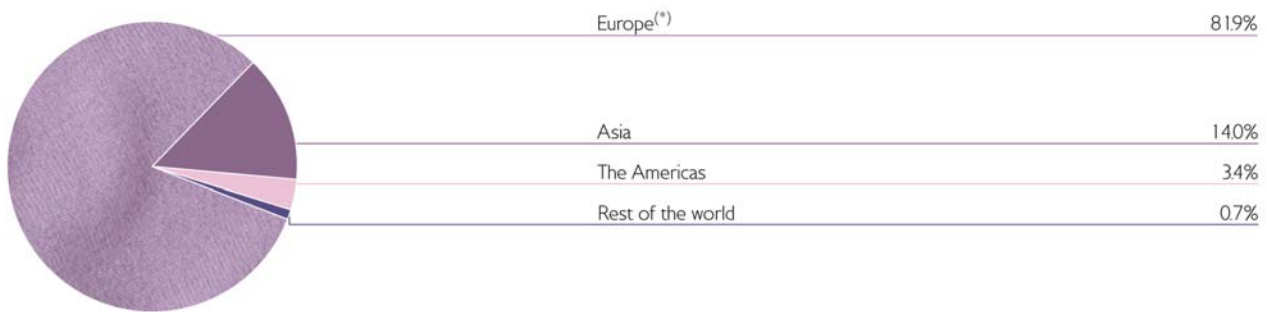 Europe(*) 81.9%
Asia 14.0%
The Americas 3.4%
Rest of the world 0.7%